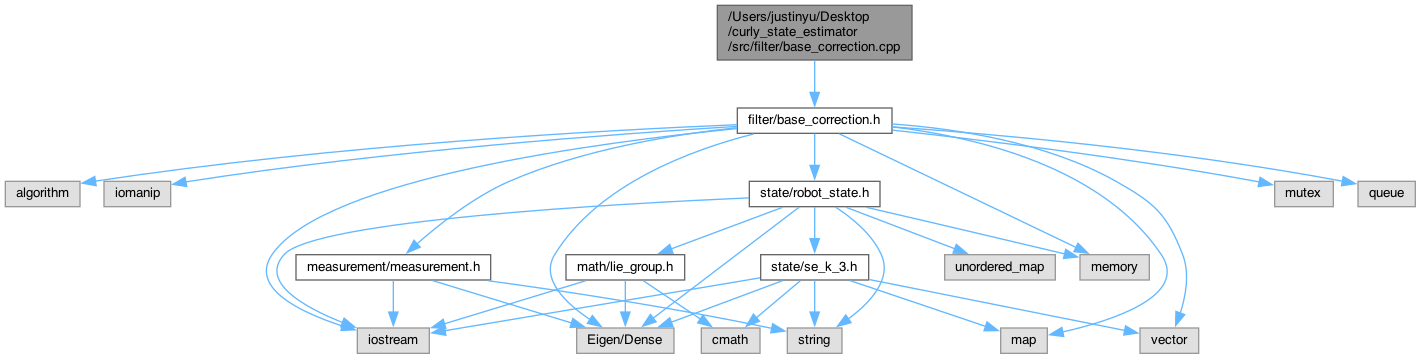 /Users/justinyu/Desktop
/curly_state_estimator
/src/filter/base_correction.cpp
filter/base_correction.h
algorithm
iomanip
state/robot_state.h
mutex
queue
measurement/measurement.h
math/lie_group.h
state/se_k_3.h
unordered_map
memory
iostream
Eigen/Dense
cmath
string
map
vector